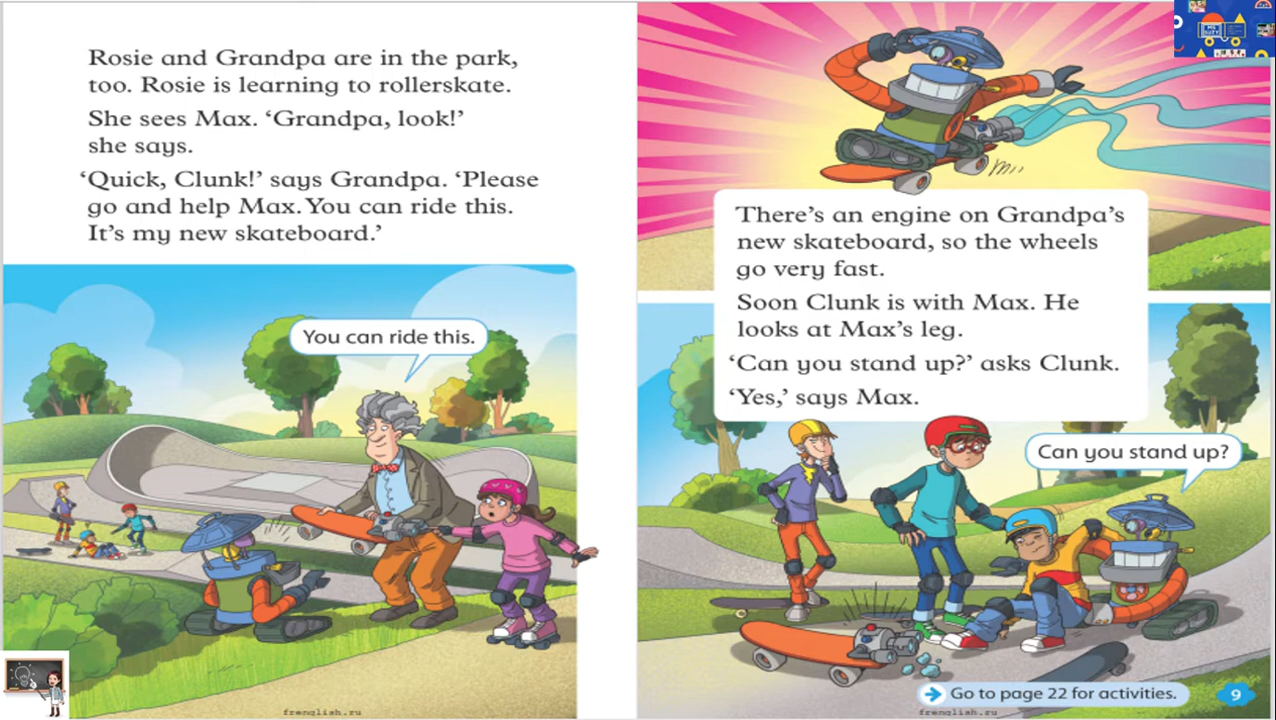 Rosie and Grandpa are in the park,
too. Rosie is learning to rollerskate.
She sees Max. ‘Grandpa, look!’
she says.
‘Quick, Clunk!’ says Grandpa. ‘Please
go and help Max. You can ride this.
It’s my new skateboard.’
You can ride this.
frenglish.ru
There’s an engine on Grandpa’s
new skateboard, so the wheels
go very fast.
Soon Clunk is with Max. He
looks at Max’s leg.
‘Can you stand up?’ asks Clunk.
‘Yes,’ says Max.
Can you stand up?
Go to page 22 for activities.
9
frenglish.ru